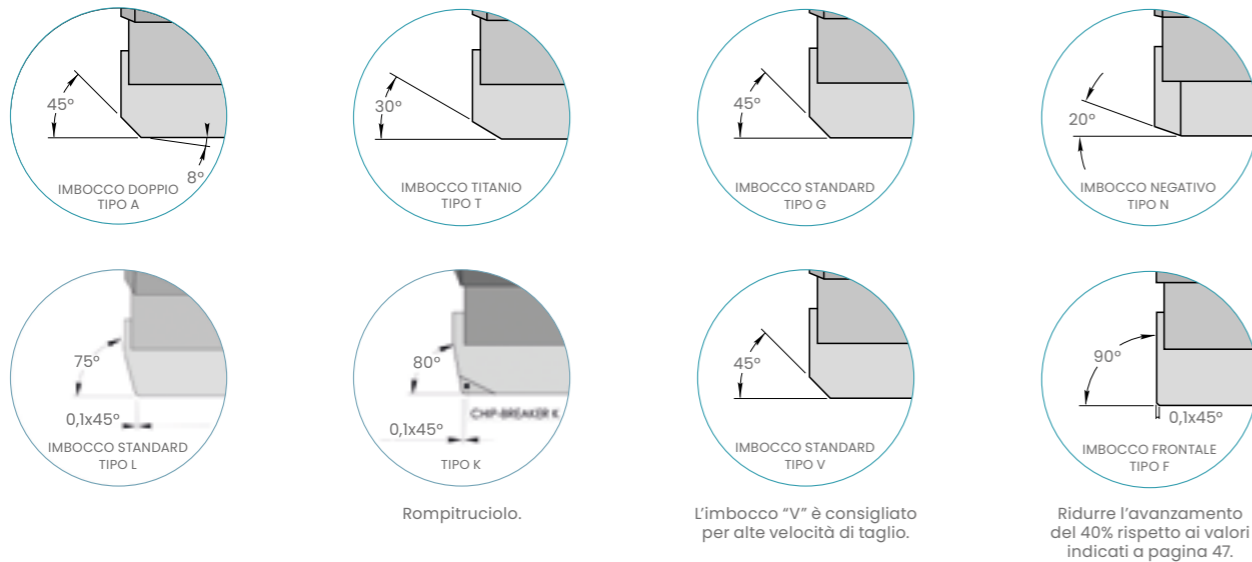 45°
8°
IMBOCCO DOPPIO
TIPO A
30°
IMBOCCO TITANIO
TIPO T
45°
IMBOCCO STANDARD
TIPO G
20°
IMBOCCO NEGATIVO
TIPO N
75°
0,1x45°
IMBOCCO STANDARD
TIPO L
80°
CHIP-BREAKER K
0,1x45°
TIPO K
Rompitruciolo.
45°
IMBOCCO STANDARD
TIPO V
L’imbocco “V” è consigliato
per alte velocità di taglio.
90°
0,1x45°
IMBOCCO FRONTALE
TIPO F
Ridurre l’avanzamento
del 40% rispetto ai valori
indicati a pagina 47.